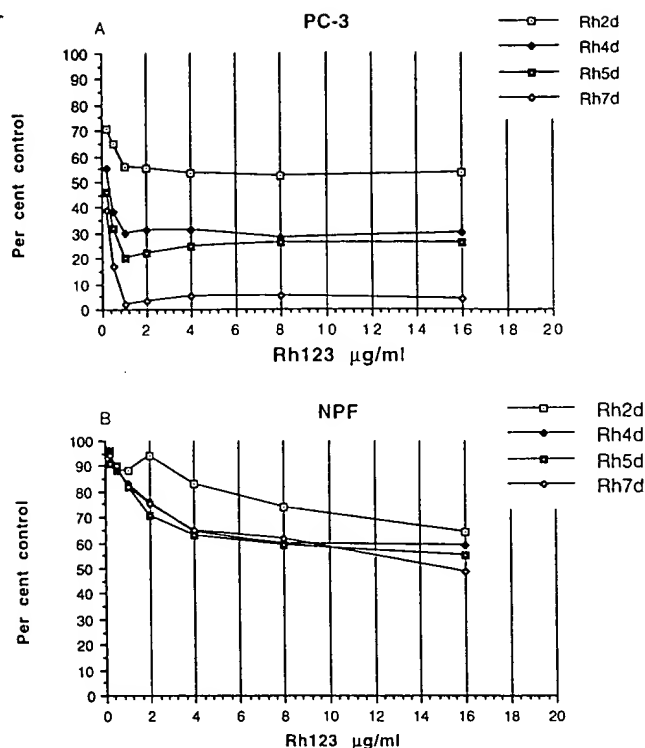 A
PC-3
Rh2d
Rh4d
Rh5d
Rh7d
100
90
80
70
60
50
40
30
20
10
0
Per cent control
0 2 4 6 8 10 12 14 16 18 20
Rh123 µg/ml
B
NPF
Rh2d
Rh4d
Rh5d
Rh7d
100
90
80
70
60
50
40
30
20
10
0
Per cent control
0 2 4 6 8 10 12 14 16 18 20
Rh123 µg/ml